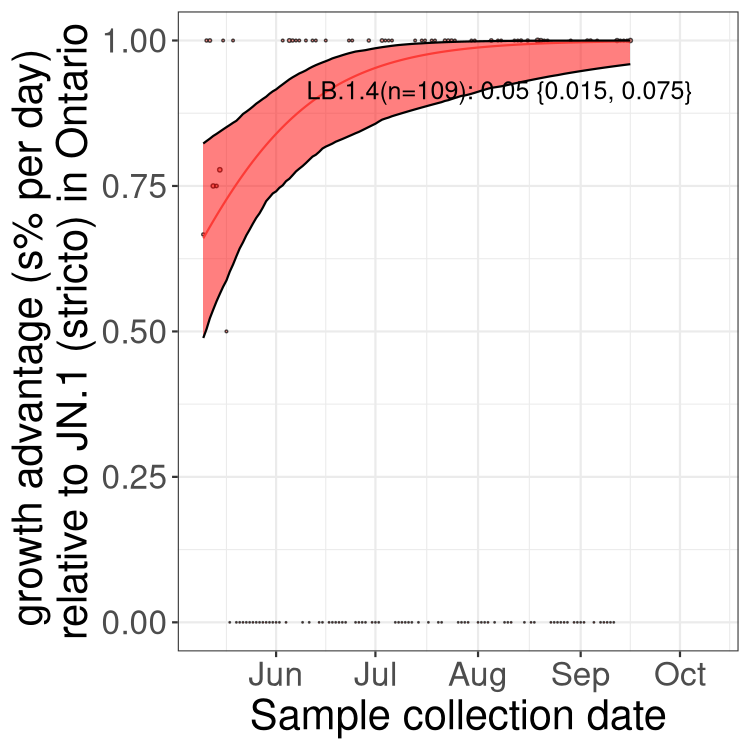 growth advantage (s% per day)
relative to JN.1 (stricto) in Ontario
1.00
0.75
0.50
0.25
0.00
LB.1.4(n=109): 0.05 {0.015, 0.075}
Jun Jul Aug Sep Oct
Sample collection date